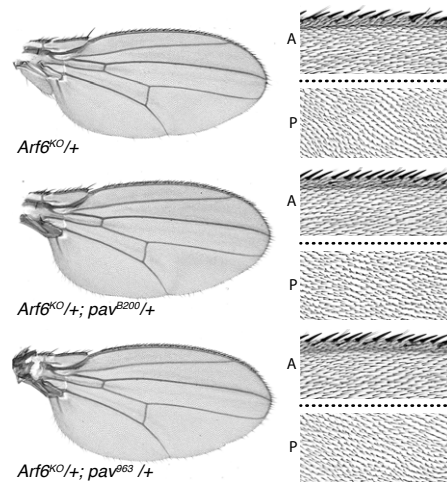 A
P
Arf6ᴷᴼ/+
A
P
Arf6ᴷᴼ/+; pavᴮ²⁰⁰/+
A
P
Arf6ᴷᴼ/+; pav⁹⁶³ /+